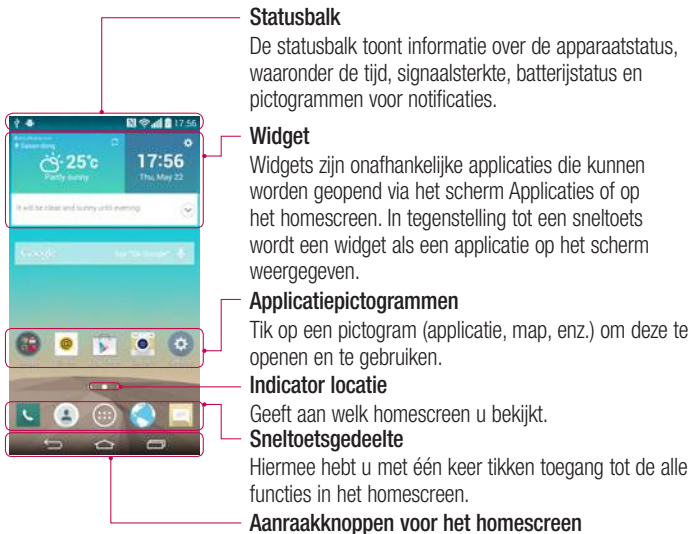 Statusbalk
De statusbalk toont informatie over de apparaatstatus,
waaronder de tijd, signaalsterkte, batterijstatus en
pictogrammen voor notificaties.
17:56
25°c
Partly sunny
17:56
Thu, May 22
It will be clear and sunny until evening.
Google
Say "Ok Google"
Widget
Widgets zijn onafhankelijke applicaties die kunnen
worden geopend via het scherm Applicaties of op
het homescreen. In tegenstelling tot een sneltoets
wordt een widget als een applicatie op het scherm
weergegeven.
Applicatiepictogrammen
Tik op een pictogram (applicatie, map, enz.) om deze te
openen en te gebruiken.
Indicator locatie
Geeft aan welk homescreen u bekijkt.
Sneltoetsgedeelte
Hiermee hebt u met één keer tikken toegang tot de alle
functies in het homescreen.
Aanraakknoppen voor het homescreen